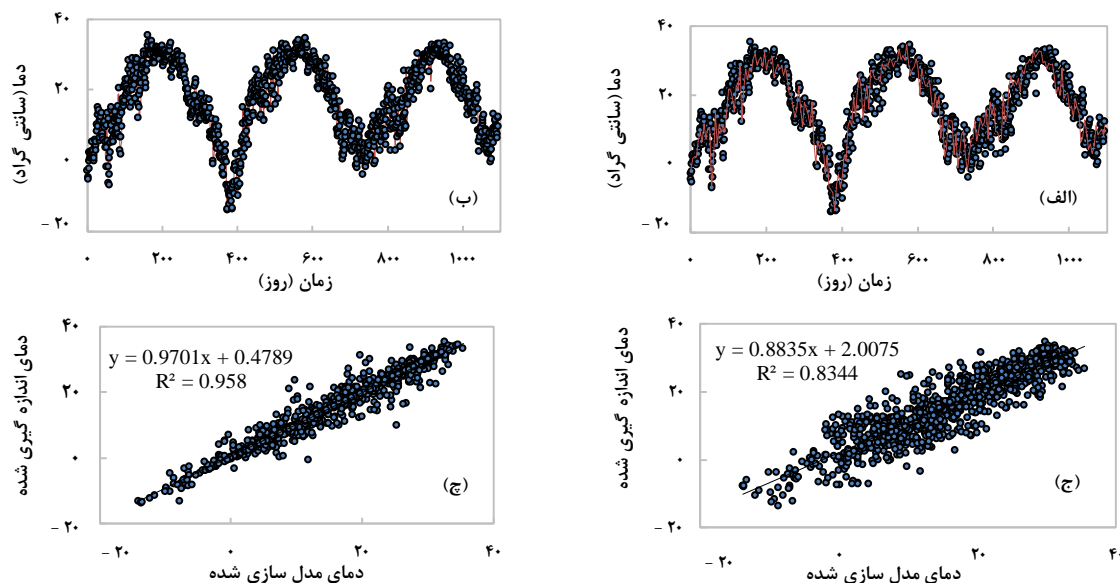 ۴۰
۲۰
۰
− ۲۰
دما (سانتی گراد)
(الف)
۰ ۲۰۰ ۴۰۰ ۶۰۰ ۸۰۰ ۱۰۰۰
زمان (روز)
۴۰
۲۰
۰
− ۲۰
دما (سانتی گراد)
(ب)
۰ ۲۰۰ ۴۰۰ ۶۰۰ ۸۰۰ ۱۰۰۰
زمان (روز)
۴۰
۲۰
۰
− ۲۰
دمای اندازه گیری شده
y = 0.8835x + 2.0075
R² = 0.8344
(ج)
− ۲۰ ۰ ۲۰ ۴۰
دمای مدل سازی شده
۴۰
۲۰
۰
− ۲۰
دمای اندازه گیری شده
y = 0.9701x + 0.4789
R² = 0.958
(چ)
− ۲۰ ۰ ۲۰ ۴۰
دمای مدل سازی شده